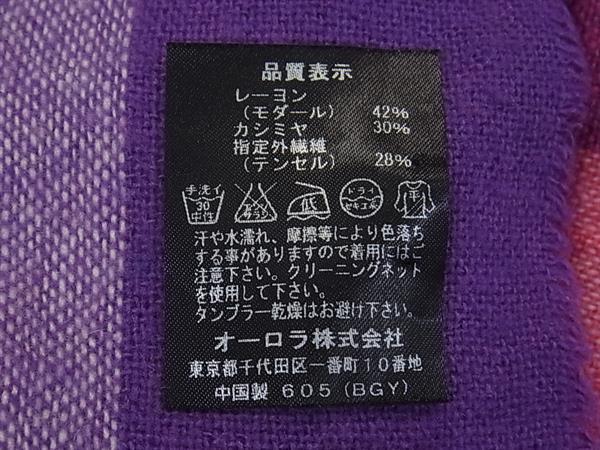 品質表示
レーヨン
(モダール) 42%
カシミヤ 30%
指定外繊維
(テンセル) 28%
手洗イ
30
中性
エンソ
サラシ
低
ドライ
セキユ系
平
汗や水濡れ、摩擦等により色落ち
する事がありますので着用にはご
注意下さい。クリーニングネット
を使用して下さい。
タンブラー乾燥はお避け下さい。
オーロラ株式会社
東京都千代田区一番町10番地
中国製 605 (BGY)